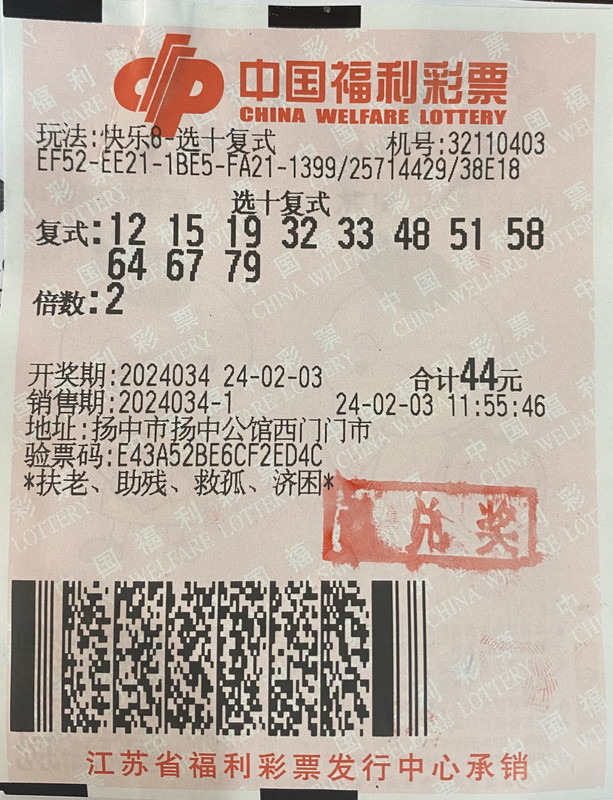 中国福利彩票
CHINA WELFARE LOTTERY
玩法:快乐8-选十复式 机号:32110403
EF52-EE21-1BE5-FA21-1399/25714429/38E18
选十复式
复式:12 15 19 32 33 48 51 58
64 67 79
倍数:2
开奖期:2024034 24-02-03 合计44元
销售期:2024034-1 24-02-03 11:55:46
地址:扬中市扬中公馆西门门市
验票码:E43A52BE6CF2ED4C
*扶老、助残、救孤、济困*
兑奖
江苏省福利彩票发行中心承销